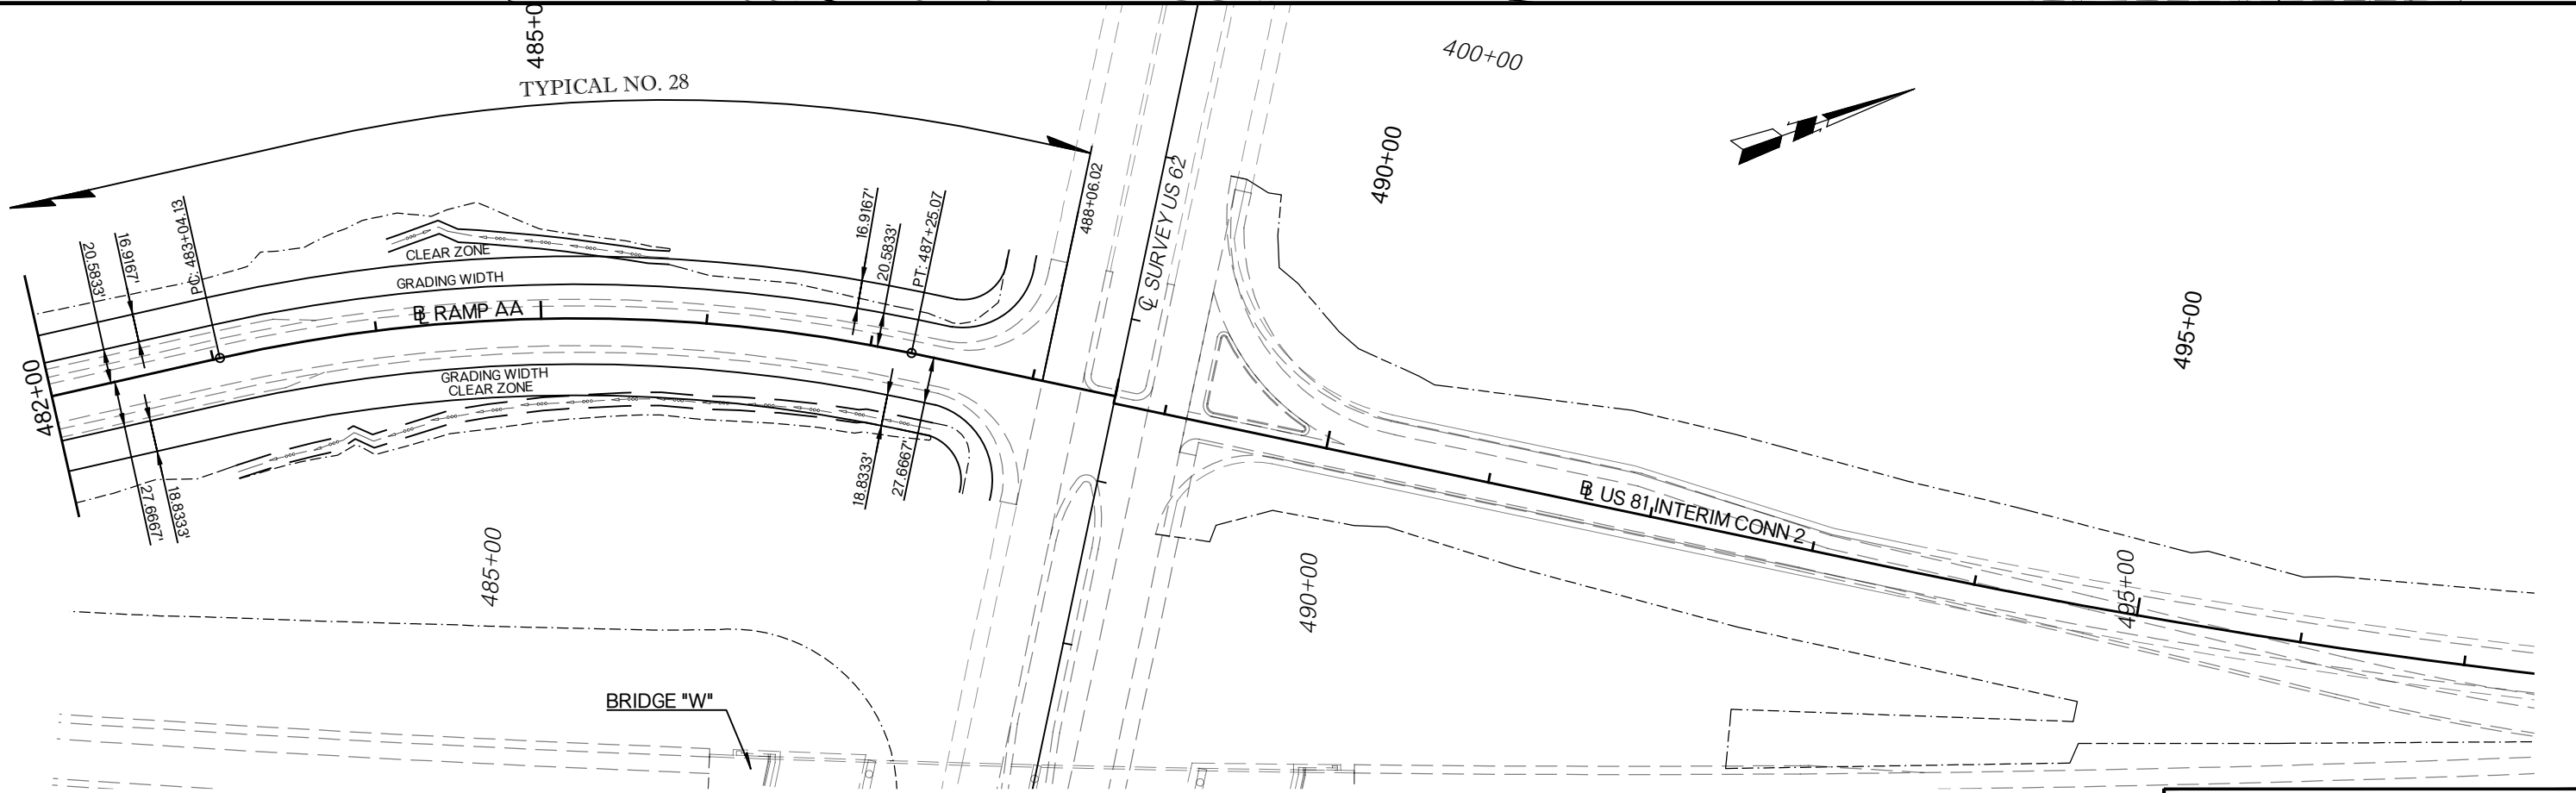 485+0
TYPICAL NO. 28
400+00
490+00
495+00
488+06.02
℄ SURVEY US 62
20.5833'
16.9167'
PC: 483+04.13
16.9167'
20.5833'
PT: 487+25.07
CLEAR ZONE
GRADING WIDTH
BL RAMP AA
482+00
GRADING WIDTH
CLEAR ZONE
27.6667'
18.8333'
18.8333'
27.6667'
BL US 81 INTERIM CONN 2
485+00
490+00
495+00
BRIDGE "W"